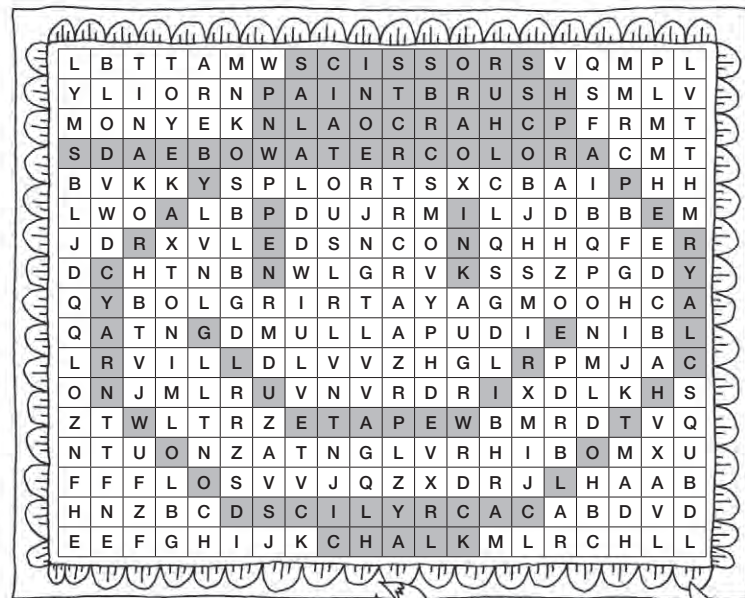 L B T T A M W S C I S S O R S V Q M P L
Y L I O R N P A I N T B R U S H S M L V
M O N Y E K N L A O C R A H C P F R M T
S D A E B O W A T E R C O L O R A C M T
B V K K Y S P L O R T S X C B A I P H H
L W O A L B P D U J R M I L J D B B E M
J D R X V L E D S N C O N Q H H Q F E R
D C H T N B N W L G R V K S S Z P G D Y
Q Y B O L G R I R T A Y A G M O O H C A
Q A T N G D M U L L A P U D I E N I B L
L R V I L L D L V V Z H G L R P M J A C
O N J M L R U V N V R D R I X D L K H S
Z T W L T R Z E T A P E W B M R D T V Q
N T U O N Z A T N G L V R H I B O M X U
F F F L O S V V J Q Z X D R J L H A A B
H N Z B C D S C I L Y R C A C A B D V D
E E F G H I J K C H A L K M L R C H L L